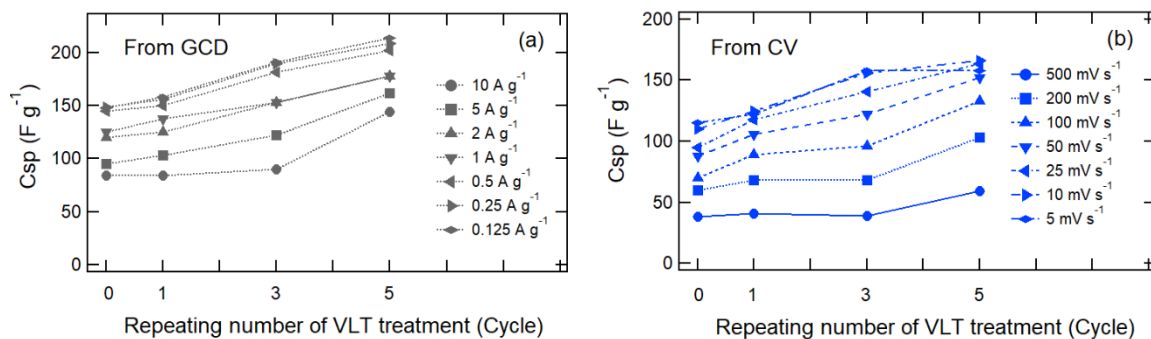 From GCD
(a)
200
150
100
50
0
Csp (F g⁻¹)
10 A g⁻¹
5 A g⁻¹
2 A g⁻¹
1 A g⁻¹
0.5 A g⁻¹
0.25 A g⁻¹
0.125 A g⁻¹
0 1 3 5
Repeating number of VLT treatment (Cycle)
From CV
(b)
200
150
100
50
0
Csp (F g⁻¹)
500 mV s⁻¹
200 mV s⁻¹
100 mV s⁻¹
50 mV s⁻¹
25 mV s⁻¹
10 mV s⁻¹
5 mV s⁻¹
0 1 3 5
Repeating number of VLT treatment (Cycle)